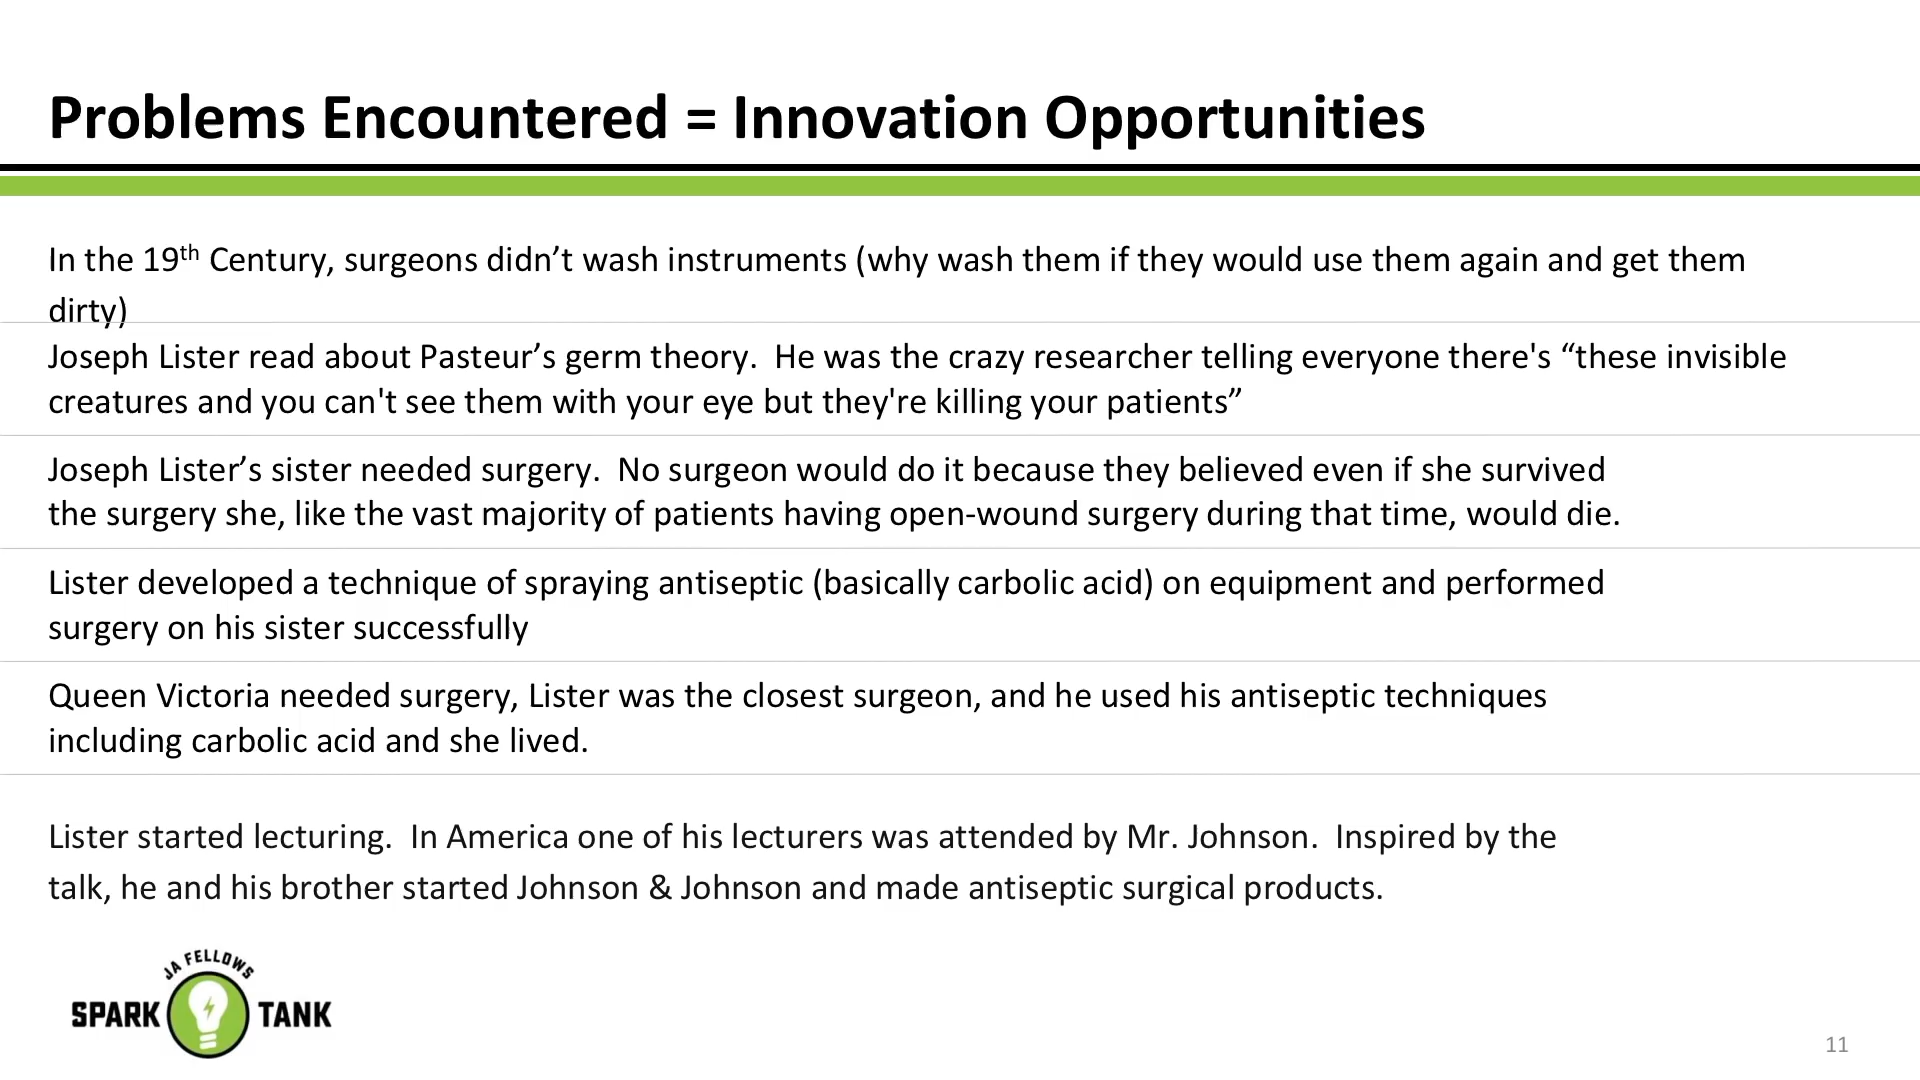 Problems Encountered = Innovation Opportunities
In the 19th Century, surgeons didn’t wash instruments (why wash them if they would use them again and get them
dirty)
Joseph Lister read about Pasteur’s germ theory.  He was the crazy researcher telling everyone there's “these invisible
creatures and you can't see them with your eye but they're killing your patients”
Joseph Lister’s sister needed surgery.  No surgeon would do it because they believed even if she survived
the surgery she, like the vast majority of patients having open-wound surgery during that time, would die.
Lister developed a technique of spraying antiseptic (basically carbolic acid) on equipment and performed
surgery on his sister successfully
Queen Victoria needed surgery, Lister was the closest surgeon, and he used his antiseptic techniques
including carbolic acid and she lived.
Lister started lecturing.  In America one of his lecturers was attended by Mr. Johnson.  Inspired by the
talk, he and his brother started Johnson & Johnson and made antiseptic surgical products.
JA FELLOWS
SPARK TANK
11